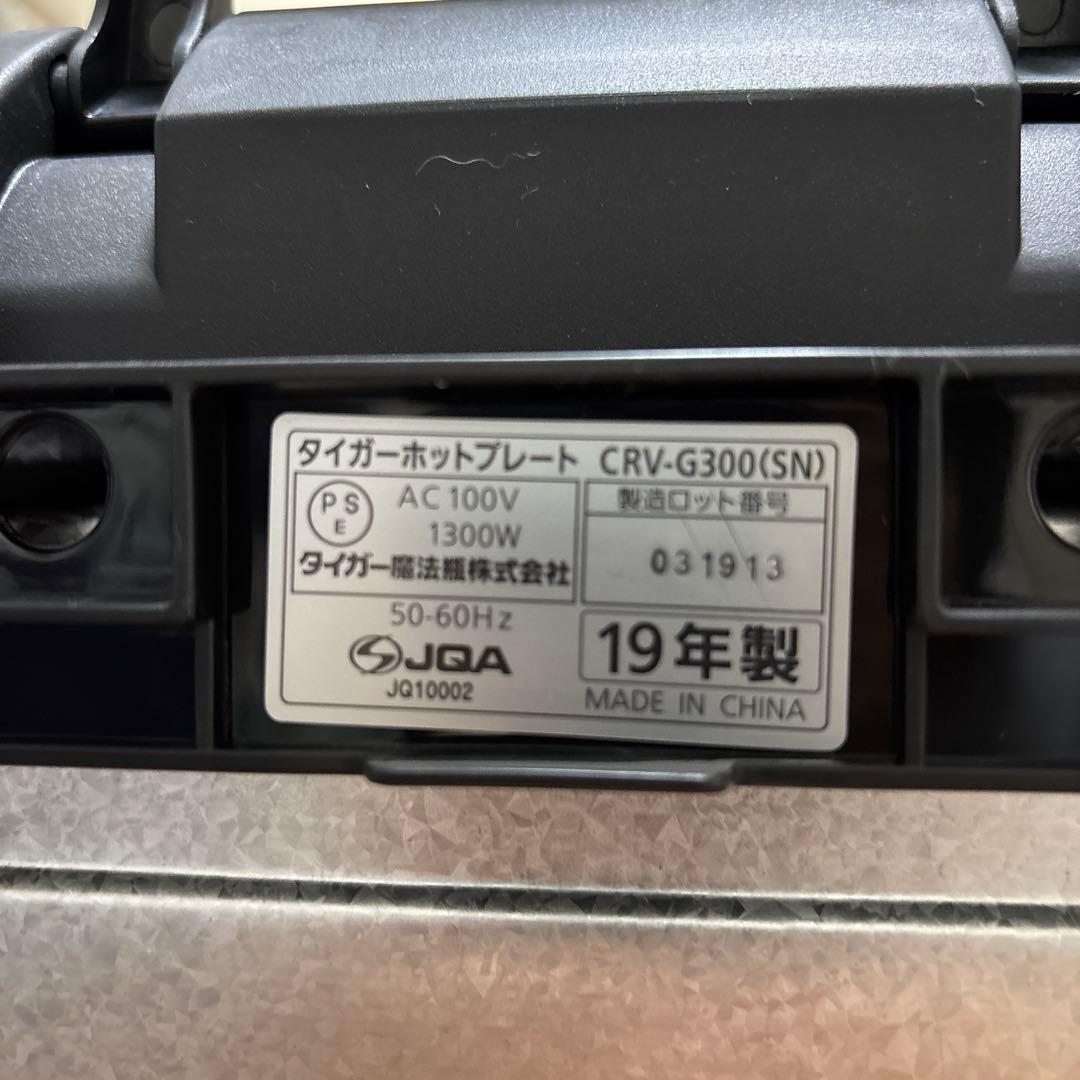 タイガーホットプレート CRV-G300(SN)
PS
E
AC 100V
1300W
タイガー魔法瓶株式会社
50-60Hz
JQA
JQ10002
製造ロット番号
031913
19年製
MADE IN CHINA